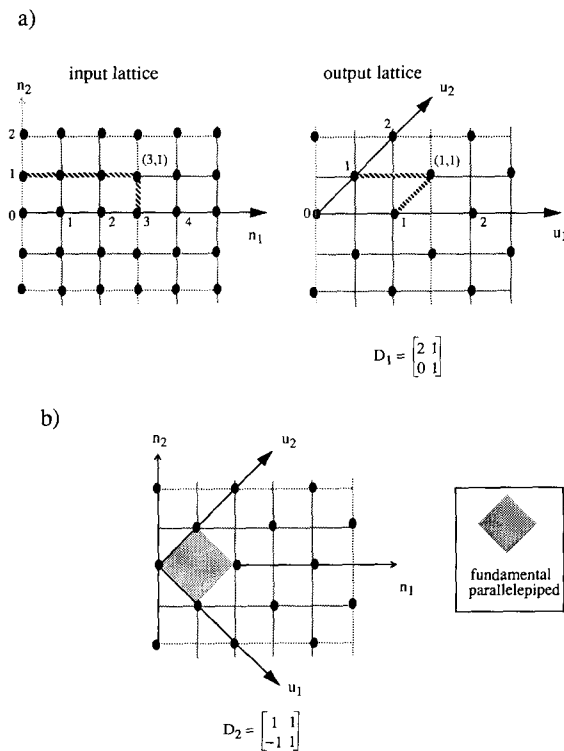 a)
input lattice
output lattice
n2
u2
2
2
1
(3,1)
1
(1,1)
0
1
2
3
4
n1
0
1
2
u1
D1 = [2 1
0 1]
b)
n2
u2
n1
u1
fundamental
parallelepiped
D2 = [1 1
-1 1]